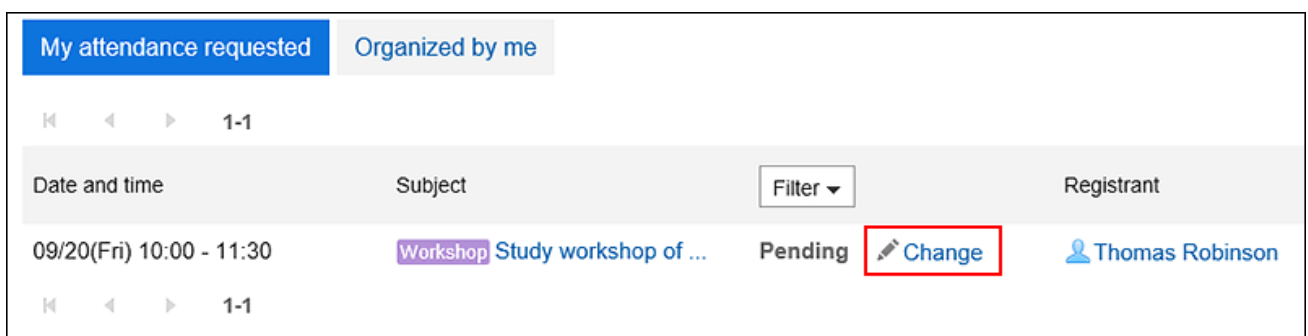 My attendance requested Organized by me
1-1
Date and time Subject Filter Registrant
09/20(Fri) 10:00 - 11:30 Workshop Study workshop of ... Pending Change Thomas Robinson
1-1